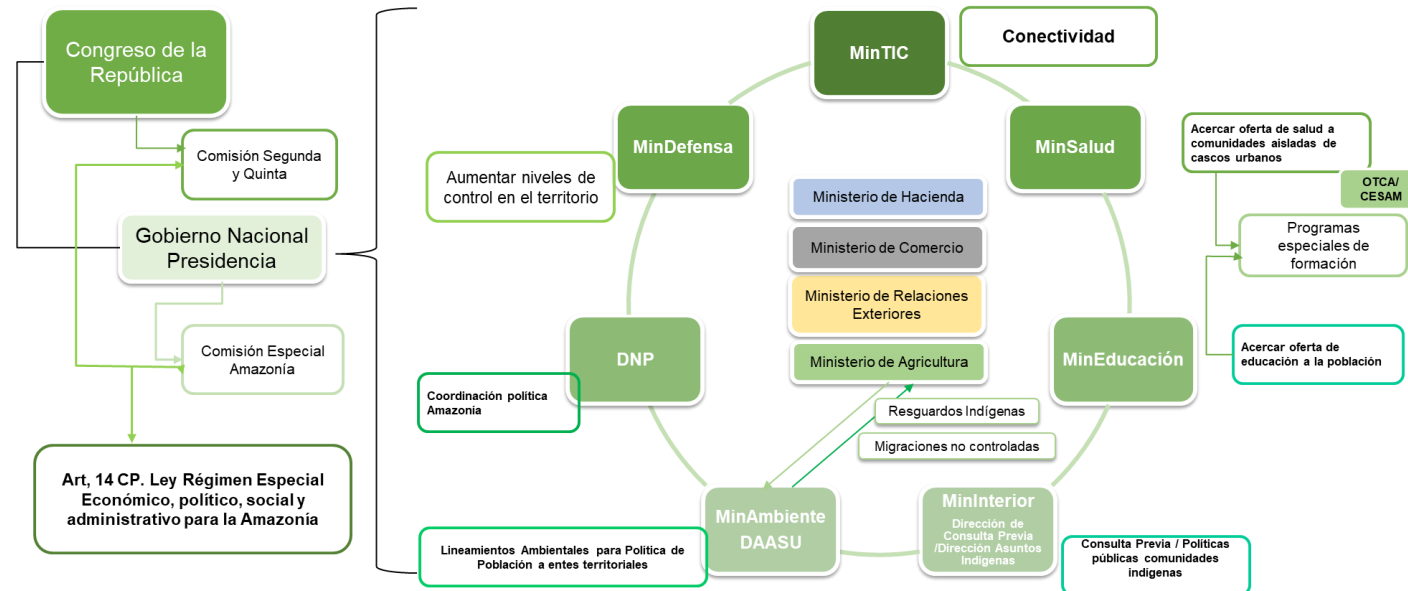 Congreso de la
República
Comisión Segunda
y Quinta
Gobierno Nacional
Presidencia
Comisión Especial
Amazonía
Art, 14 CP. Ley Régimen Especial
Económico, político, social y
administrativo para la Amazonía
MinTIC
Conectividad
MinDefensa
Aumentar niveles de
control en el territorio
MinSalud
Acercar oferta de salud a
comunidades aisladas de
cascos urbanos
OTCA/
CESAM
Programas
especiales de
formación
Ministerio de Hacienda
Ministerio de Comercio
Ministerio de Relaciones
Exteriores
Ministerio de Agricultura
DNP
Coordinación política
Amazonía
MinEducación
Acercar oferta de
educación a la población
Resguardos Indígenas
Migraciones no controladas
MinAmbiente
DAASU
Lineamientos Ambientales para Política de
Población a entes territoriales
MinInterior
Dirección de
Consulta Previa
/Dirección Asuntos
Indígenas
Consulta Previa / Políticas
públicas comunidades
indígenas